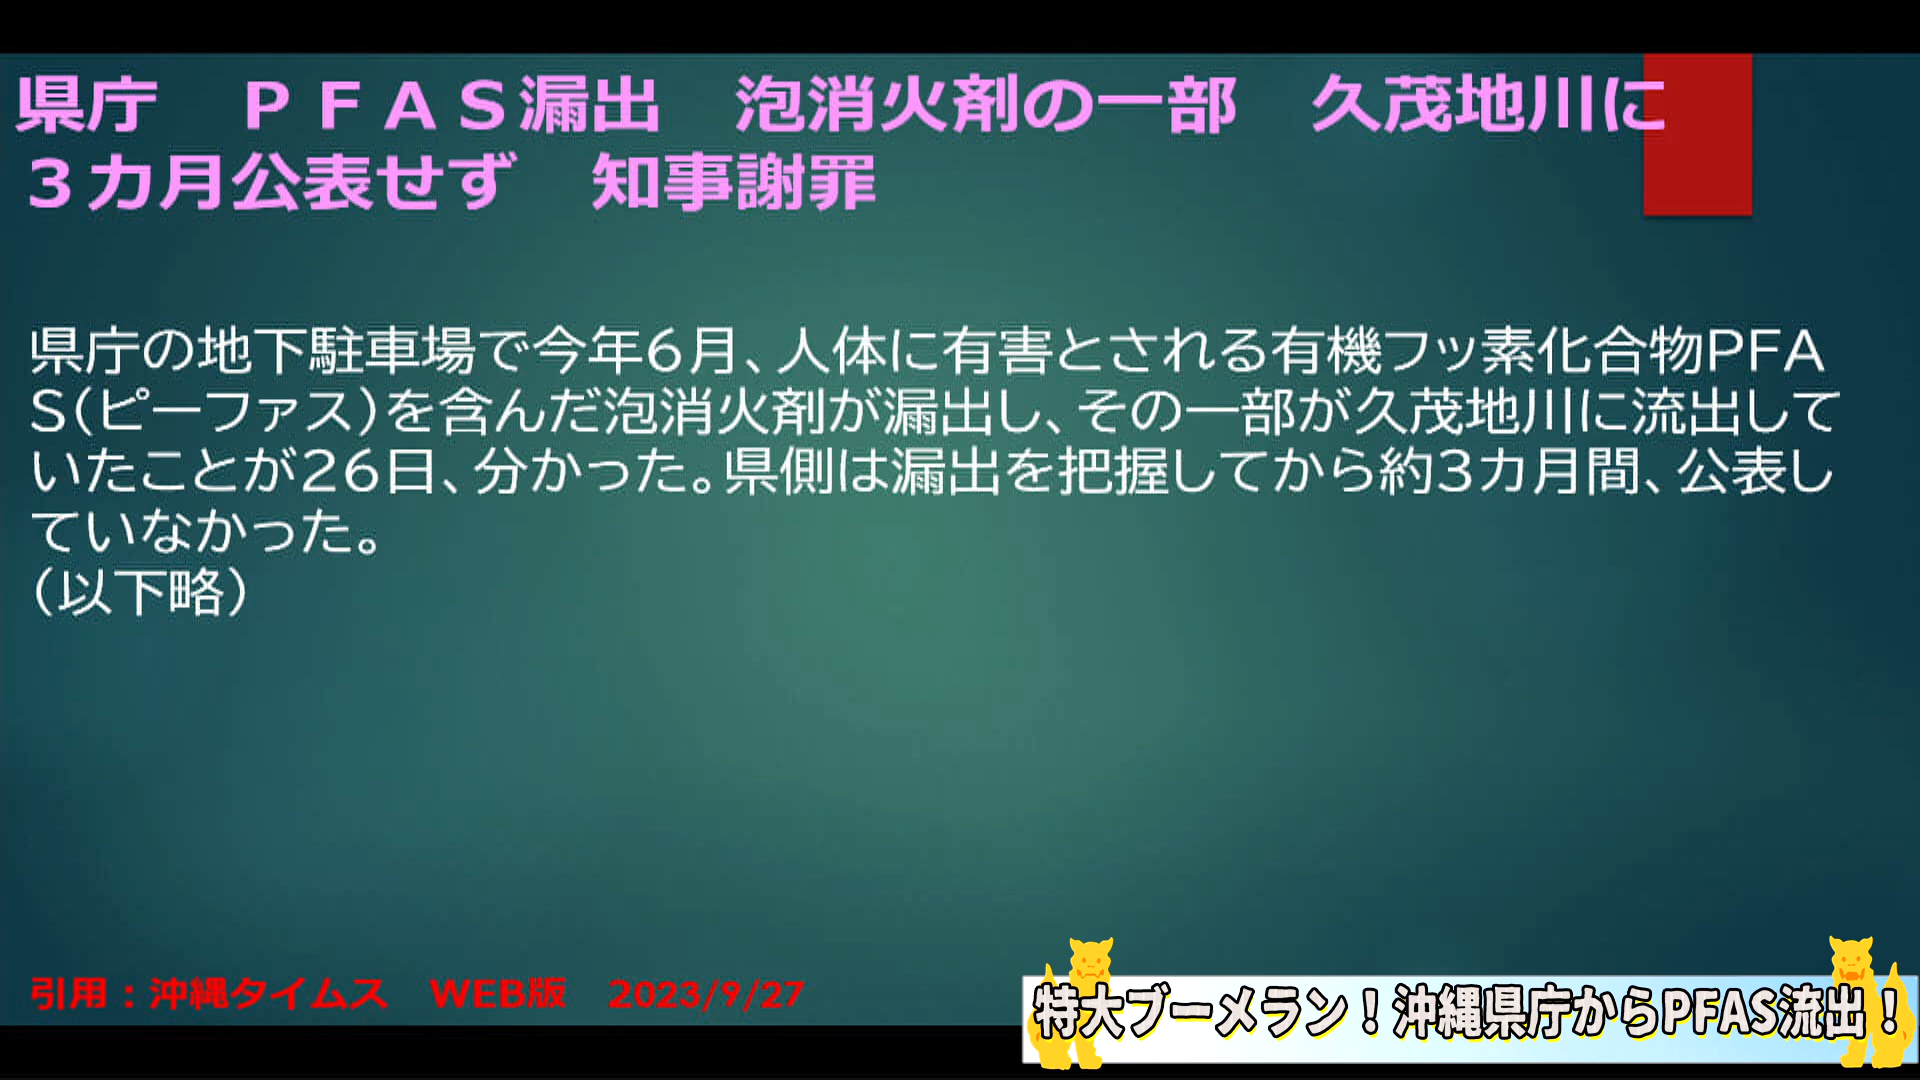 県庁　ＰＦＡＳ漏出　泡消火剤の一部　久茂地川に
３カ月公表せず　知事謝罪
県庁の地下駐車場で今年6月、人体に有害とされる有機フッ素化合物PFA
S(ピーファス)を含んだ泡消火剤が漏出し、その一部が久茂地川に流出して
いたことが26日、分かった。県側は漏出を把握してから約3カ月間、公表し
ていなかった。
(以下略)
引用：沖縄タイムス　WEB版　2023/9/27
特大ブーメラン！沖縄県庁からPFAS流出！